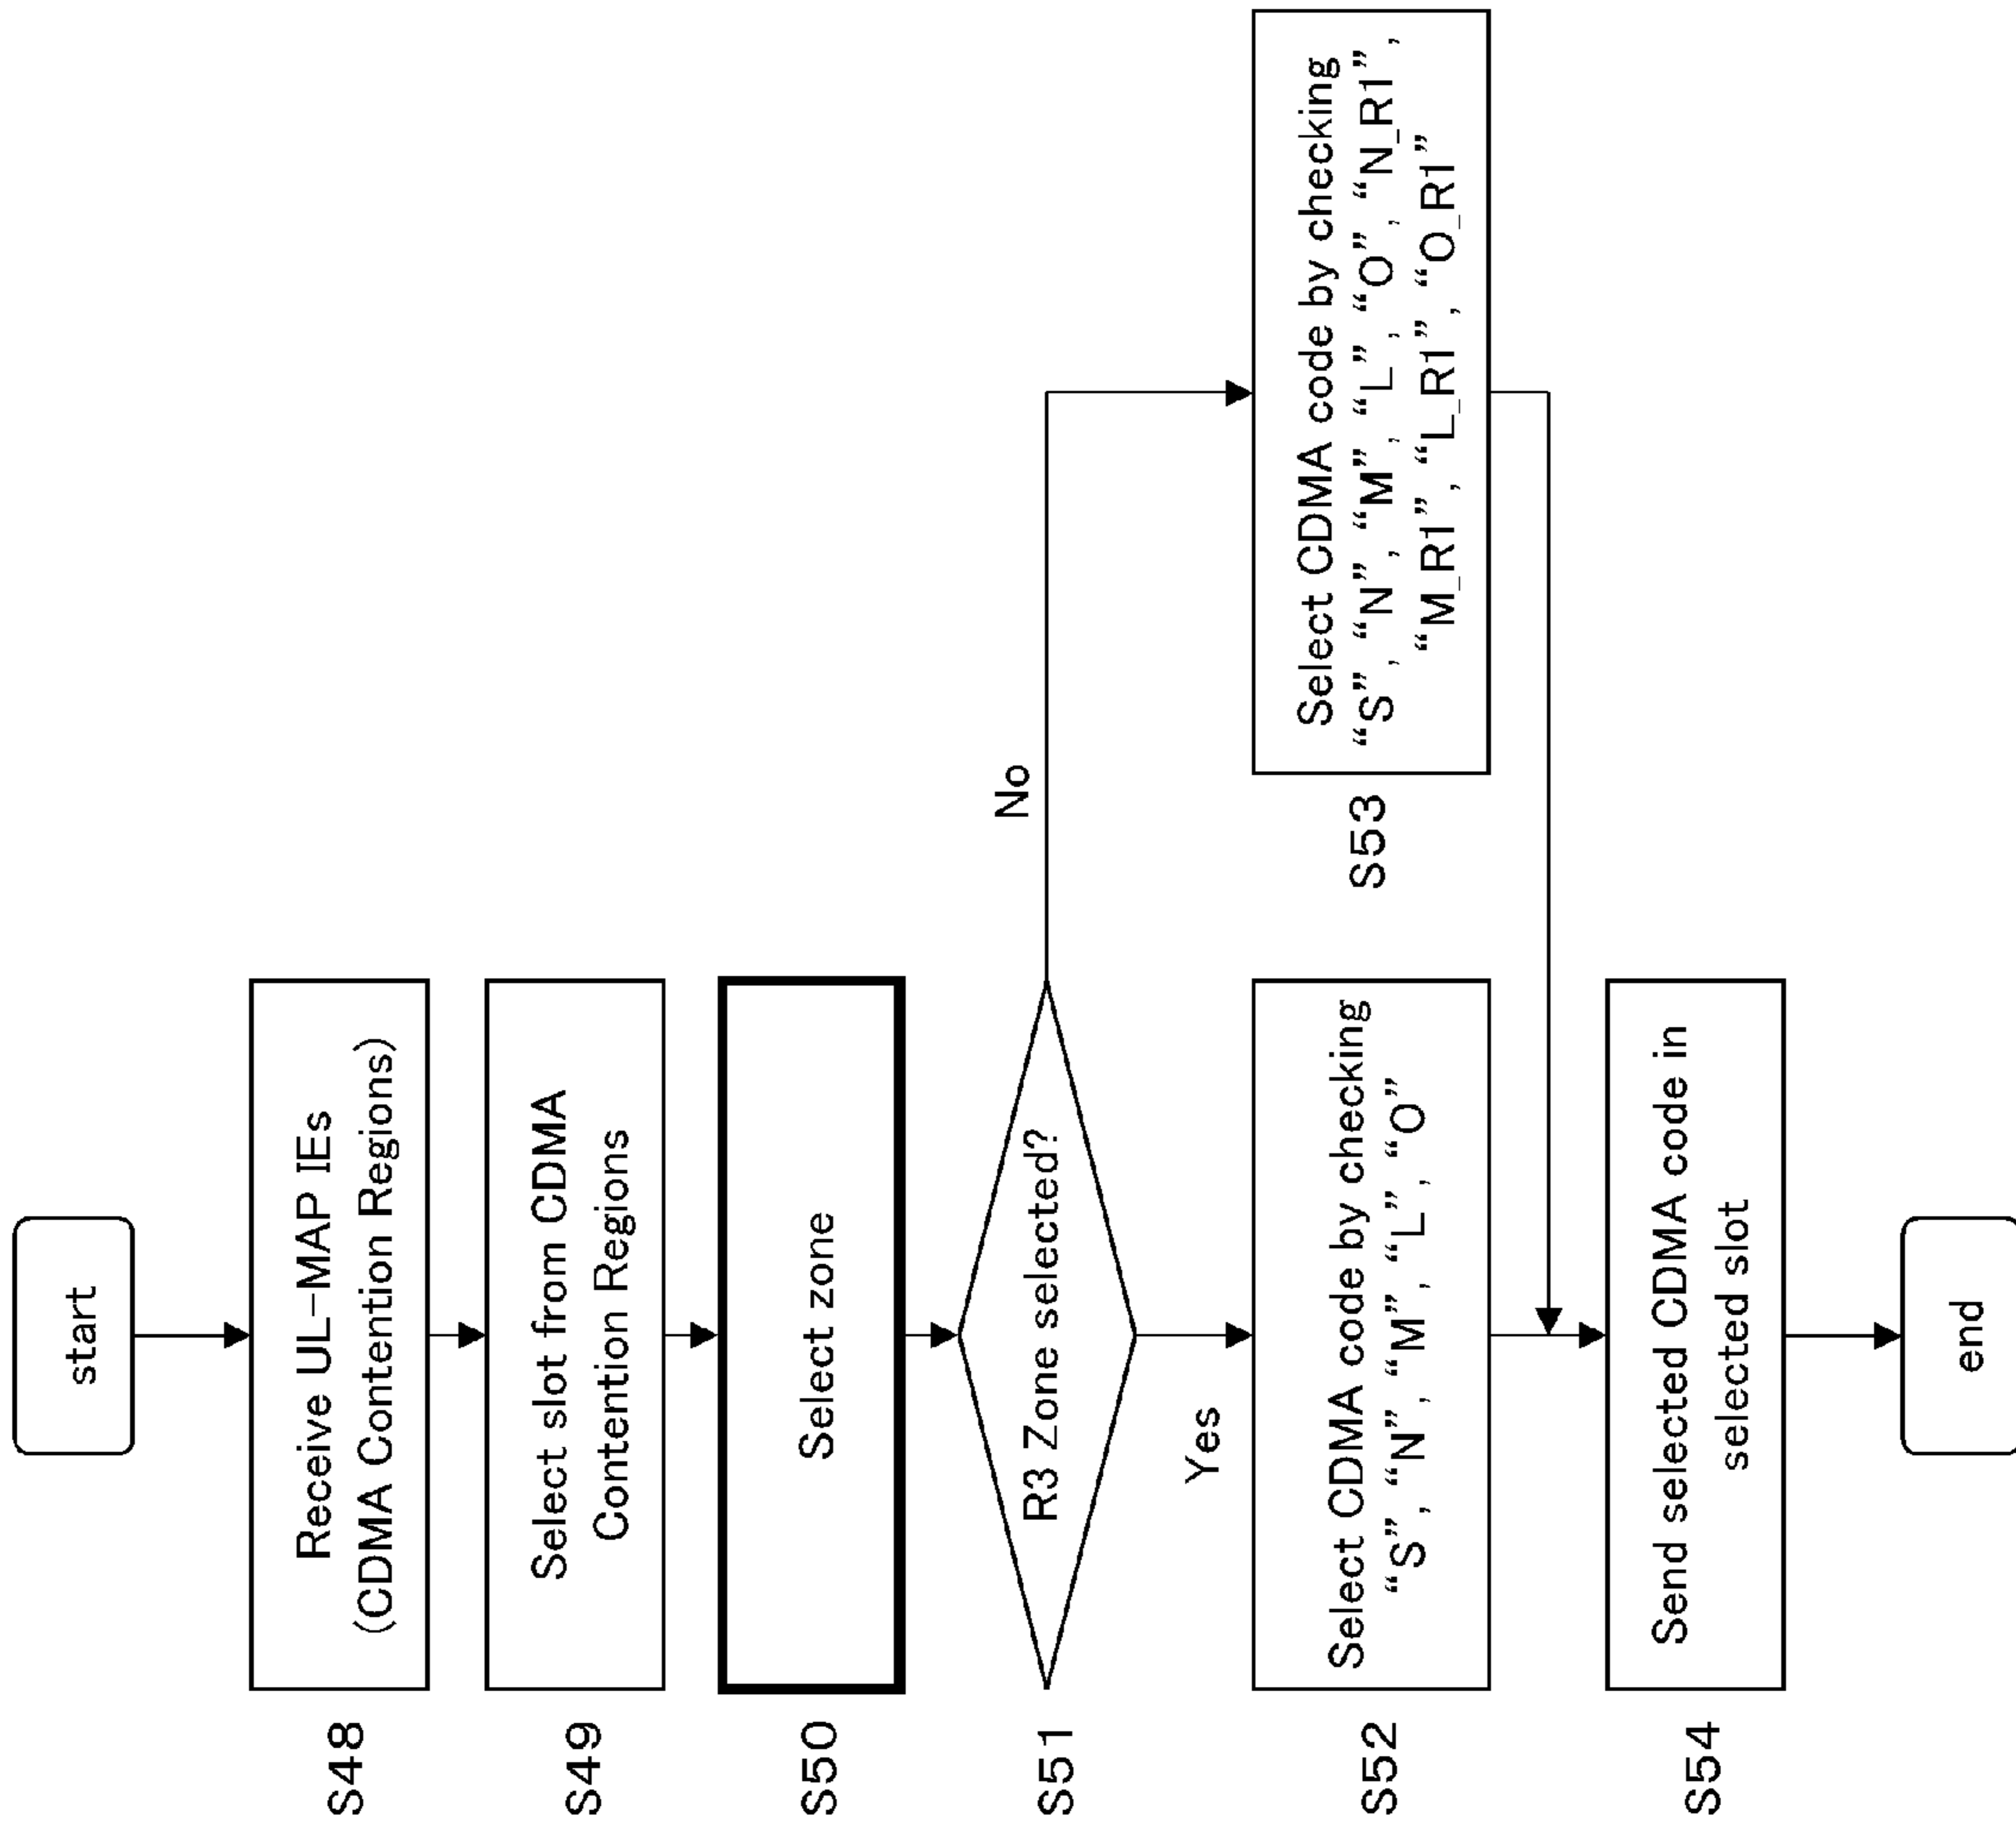 start
S48
Receive UL-MAP IEs
(CDMA Contention Regions)
S49
Select slot from CDMA
Contention Regions
S50
Select zone
S51
R3 Zone selected?
No
Yes
S52
Select CDMA code by checking
“S”, “N”, “M”, “L”, “O”
S53
Select CDMA code by checking
“S”, “N”, “M”, “L”, “O”, “N_R1”,
“M_R1”, “L_R1”, “O_R1”
S54
Send selected CDMA code in
selected slot
end